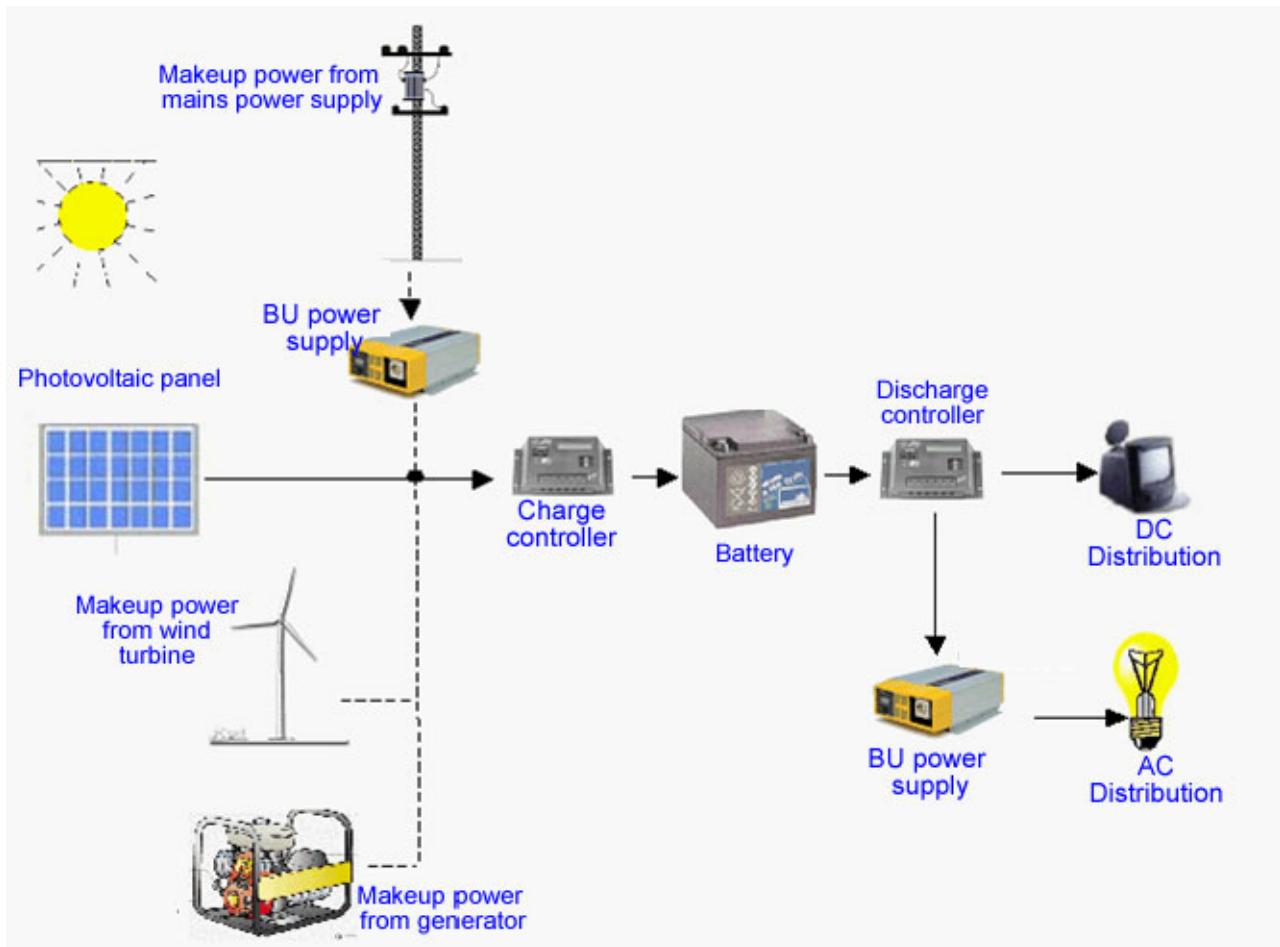 Makeup power from
mains power supply
BU power
supply
Photovoltaic panel
Discharge
controller
Charge
controller
Battery
DC
Distribution
Makeup power
from wind
turbine
BU power
supply
AC
Distribution
Makeup power
from generator